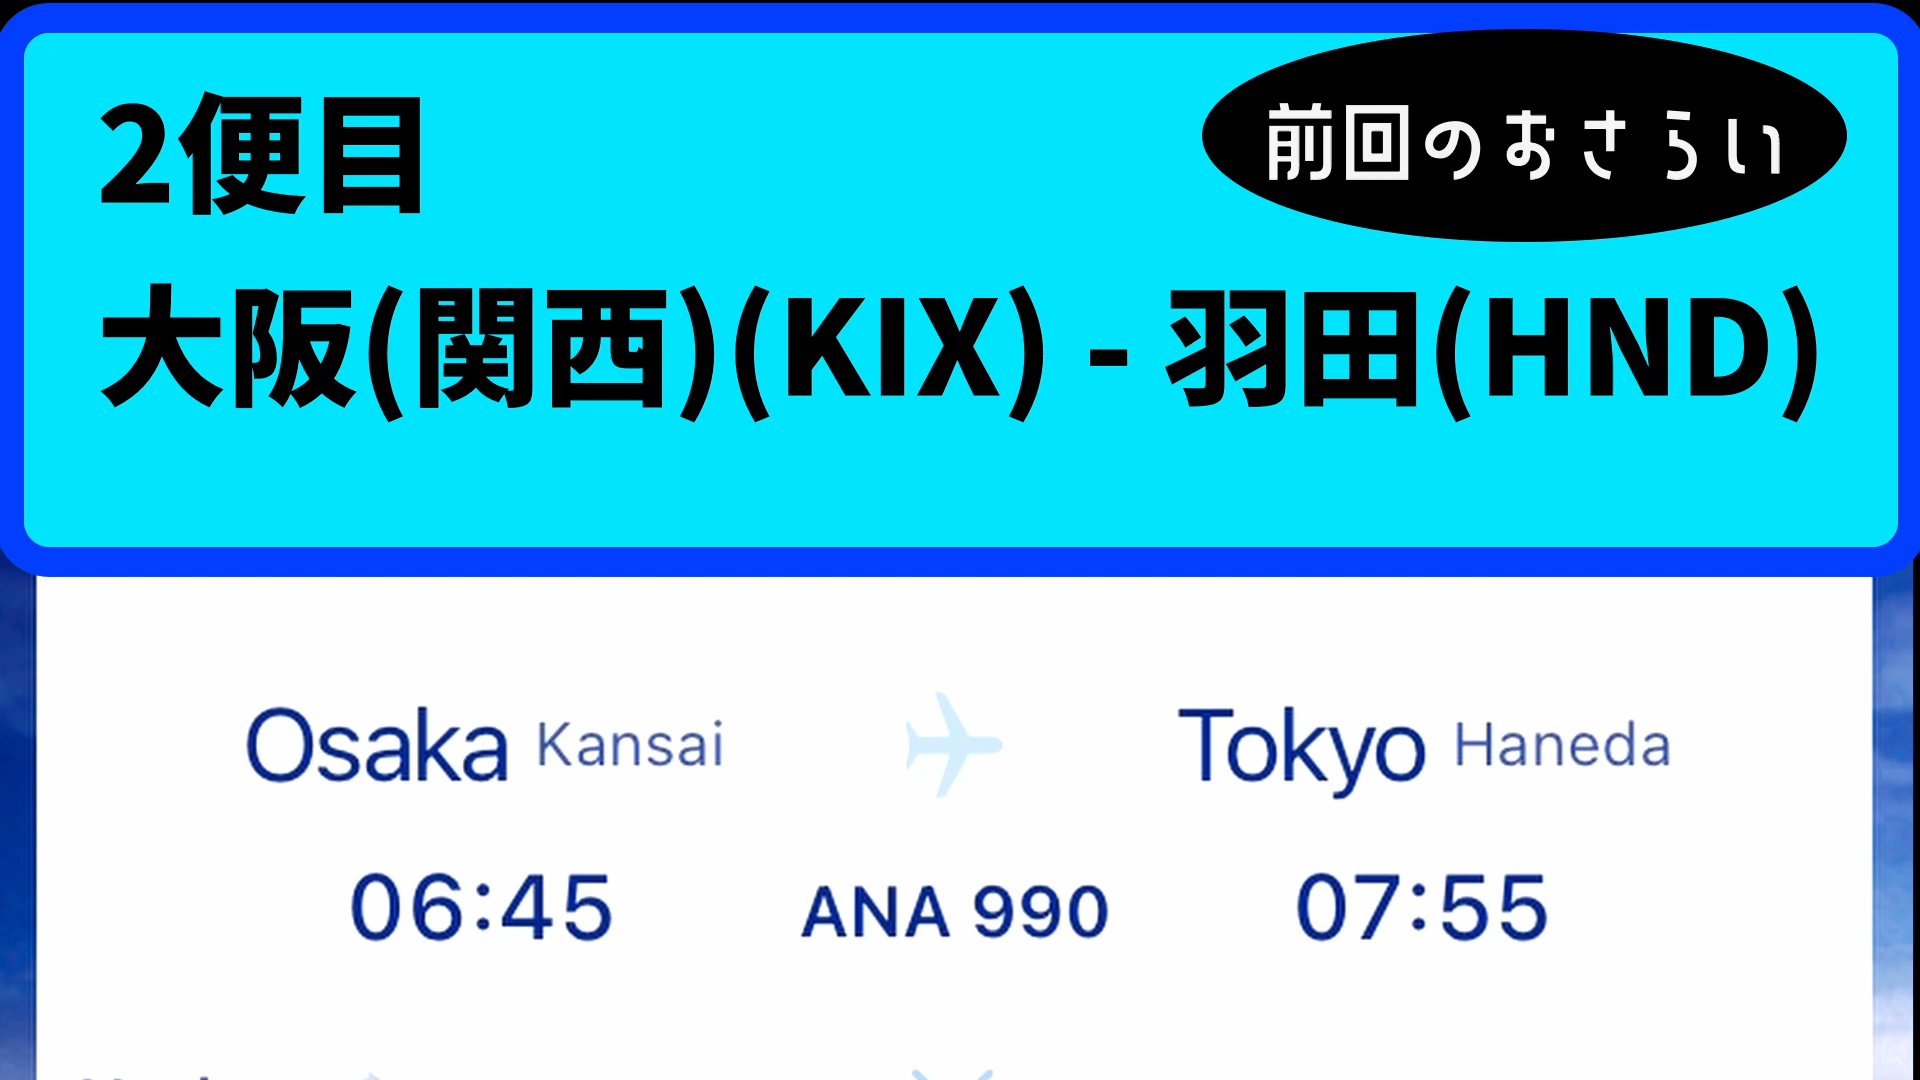 2便目
前回のおさらい
大阪(関西)(KIX) - 羽田(HND)
Osaka Kansai
Tokyo Haneda
06:45
ANA 990
07:55